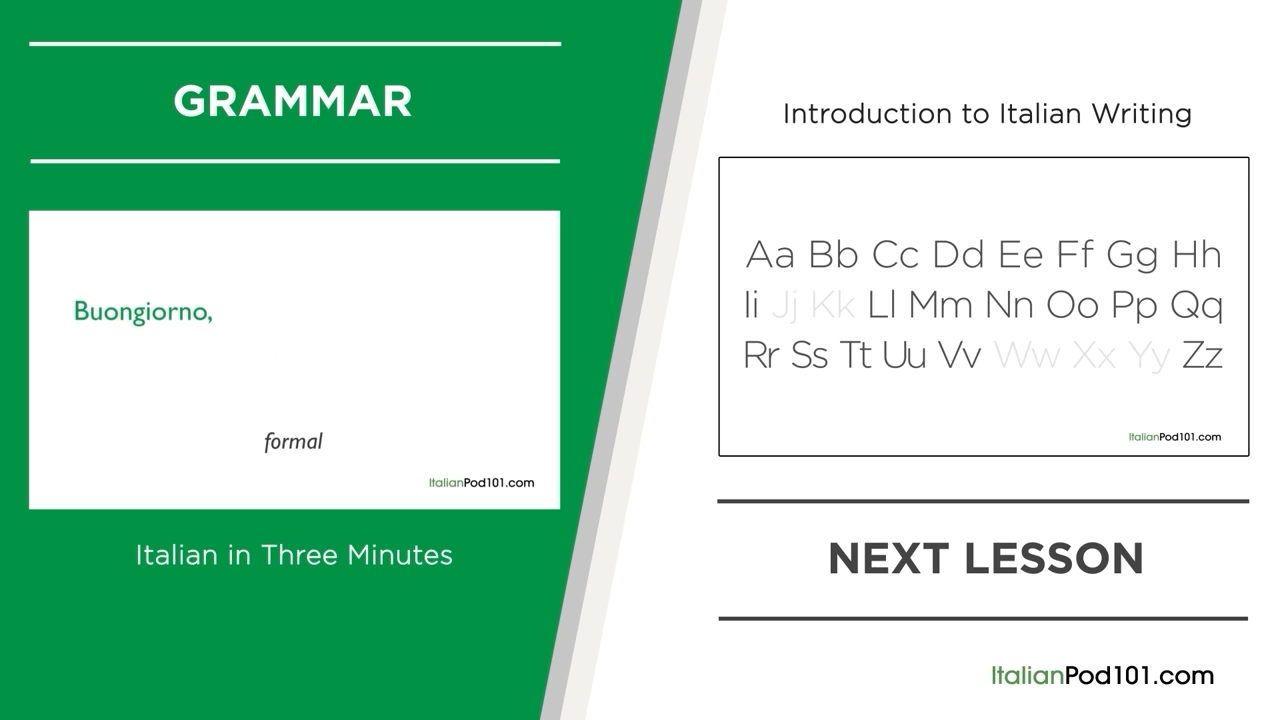 GRAMMAR
Buongiorno,
formal
ItalianPod101.com
Italian in Three Minutes
Introduction to Italian Writing
Aa Bb Cc Dd Ee Ff Gg Hh
Ii Jj Kk Ll Mm Nn Oo Pp Qq
Rr Ss Tt Uu Vv Ww Xx Yy Zz
ItalianPod101.com
NEXT LESSON
ItalianPod101.com